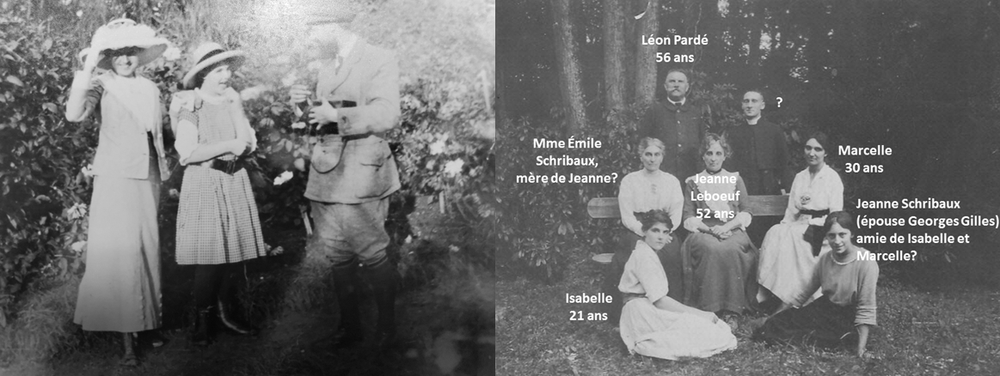 Léon Pardé
56 ans
?
Mme Émile
Schribaux,
mère de Jeanne?
Marcelle
30 ans
Jeanne
Leboeuf
52 ans
Jeanne Schribaux
(épouse Georges Gilles)
amie de Isabelle et
Marcelle?
Isabelle
21 ans